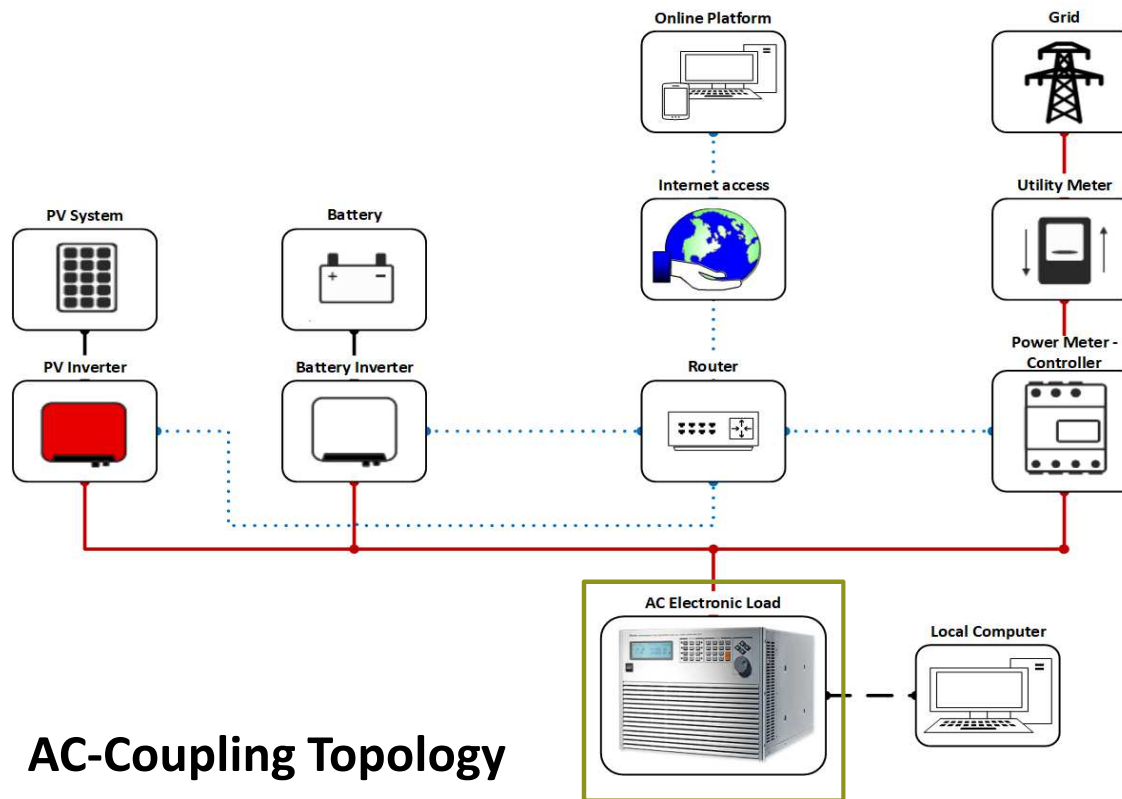 Online Platform
Grid
Internet access
Utility Meter
PV System
Battery
Power Meter -
Controller
PV Inverter
Battery Inverter
Router
AC Electronic Load
Local Computer
AC-Coupling Topology